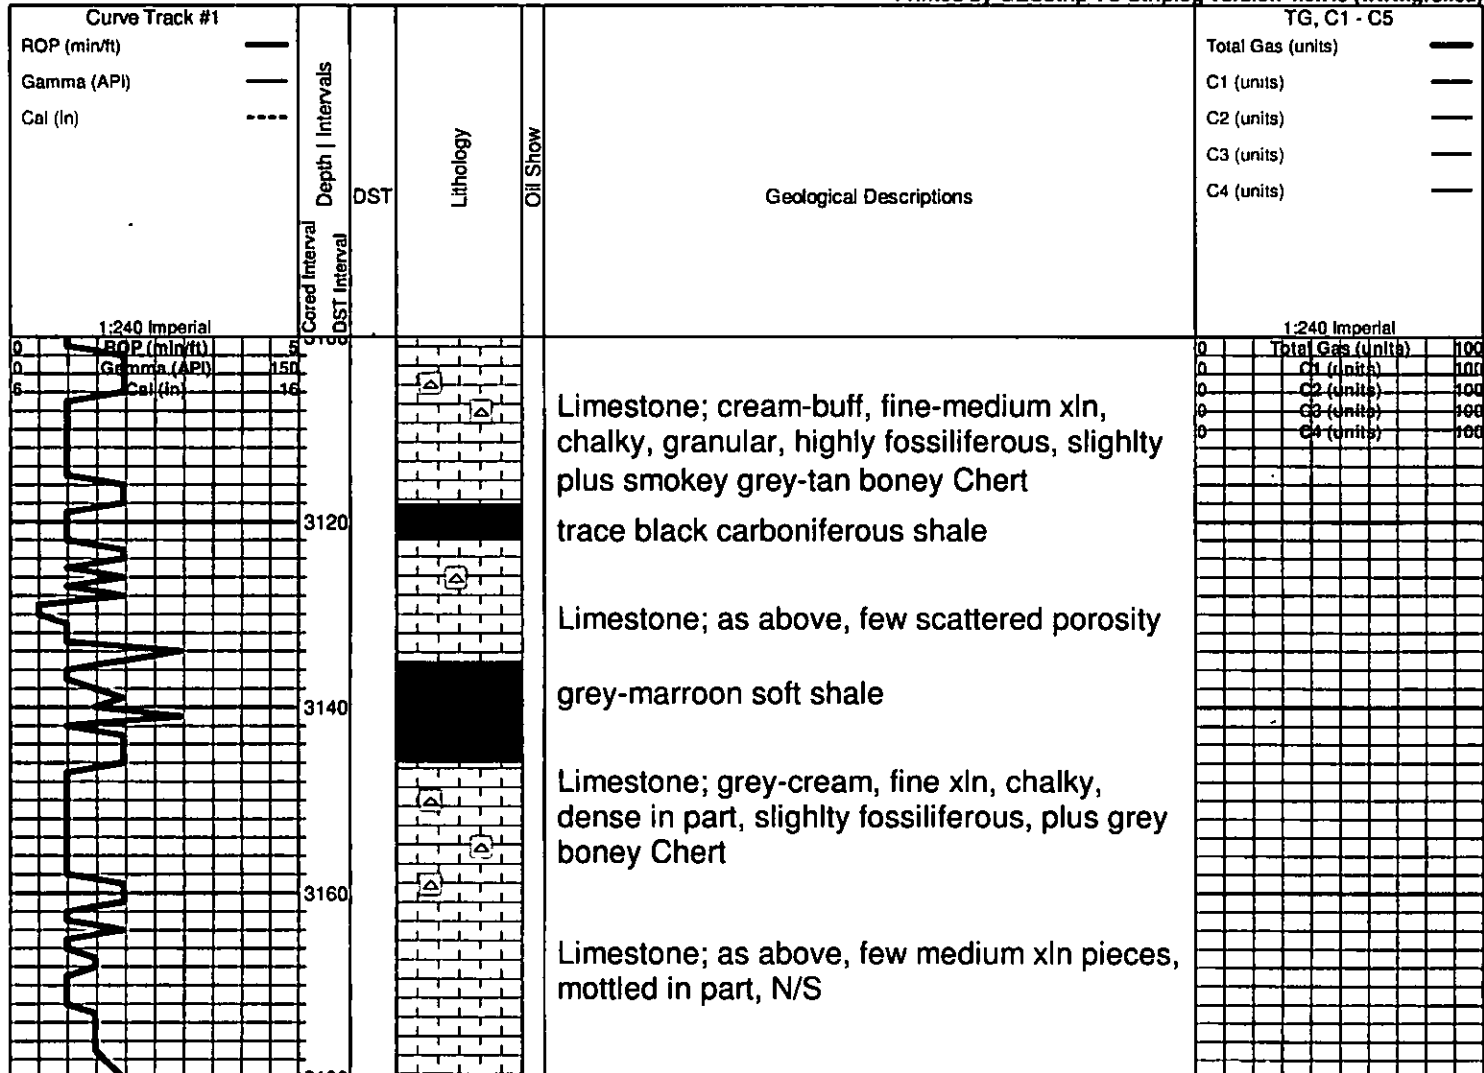 Curve Track #1
ROP (min/ft)
Gamma (API)
Cal (in)
1:240 Imperial
Cored Interval
DST Interval
Depth | Intervals
DST
Lithology
Oil Show
Geological Descriptions
TG, C1 - C5
Total Gas (units)
C1 (units)
C2 (units)
C3 (units)
C4 (units)
1:240 Imperial
0 ROP (min/ft) 5
0 Gamma (API) 150
6 Cal (in) 16
0 Total Gas (units) 100
0 C1 (units) 100
0 C2 (units) 100
0 C3 (units) 100
0 C4 (units) 100
Limestone; cream-buff, fine-medium xln,
chalky, granular, highly fossiliferous, slighlty
plus smokey grey-tan boney Chert
3120
trace black carboniferous shale
Limestone; as above, few scattered porosity
grey-marroon soft shale
3140
Limestone; grey-cream, fine xln, chalky,
dense in part, slighlty fossiliferous, plus grey
boney Chert
3160
Limestone; as above, few medium xln pieces,
mottled in part, N/S